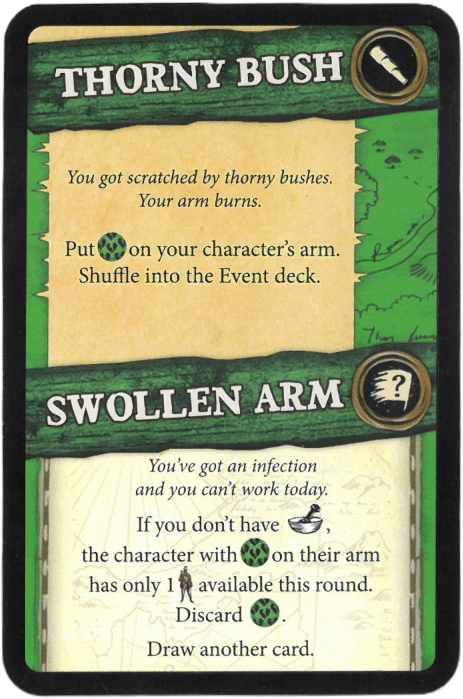 THORNY BUSH
You got scratched by thorny bushes.
Your arm burns.
Put on your character's arm.
Shuffle into the Event deck.
SWOLLEN ARM
?
You've got an infection
and you can't work today.
If you don't have ,
the character with on their arm
has only 1 available this round.
Discard .
Draw another card.